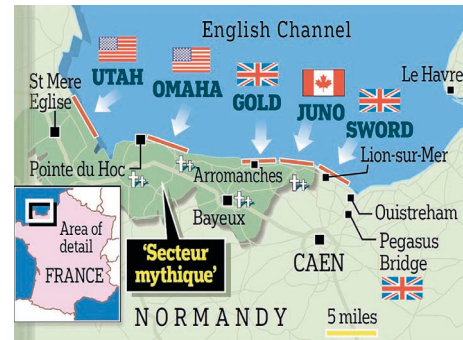 English Channel
UTAH
OMAHA
GOLD
JUNO
SWORD
Le Havre
St Mere
Eglise
Pointe du Hoc
Arromanches
Lion-sur-Mer
Bayeux
Ouistreham
Pegasus
Bridge
CAEN
'Secteur
mythique'
Area of
detail
FRANCE
NORMANDY
5 miles